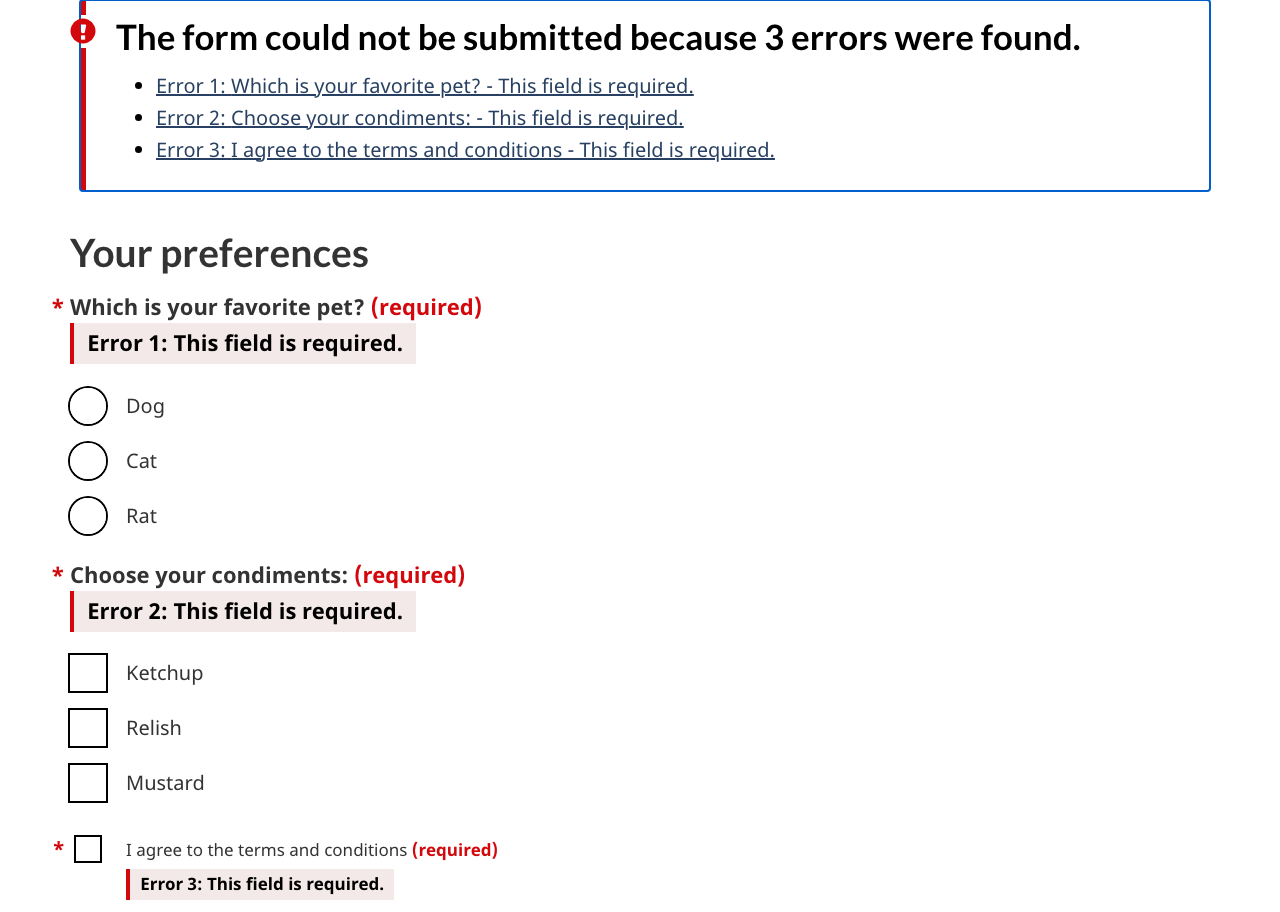 The form could not be submitted because 3 errors were found.
Error 1: Which is your favorite pet? - This field is required.
Error 2: Choose your condiments: - This field is required.
Error 3: I agree to the terms and conditions - This field is required.
Your preferences
* Which is your favorite pet? (required)
Error 1: This field is required.
Dog
Cat
Rat
* Choose your condiments: (required)
Error 2: This field is required.
Ketchup
Relish
Mustard
* I agree to the terms and conditions (required)
Error 3: This field is required.